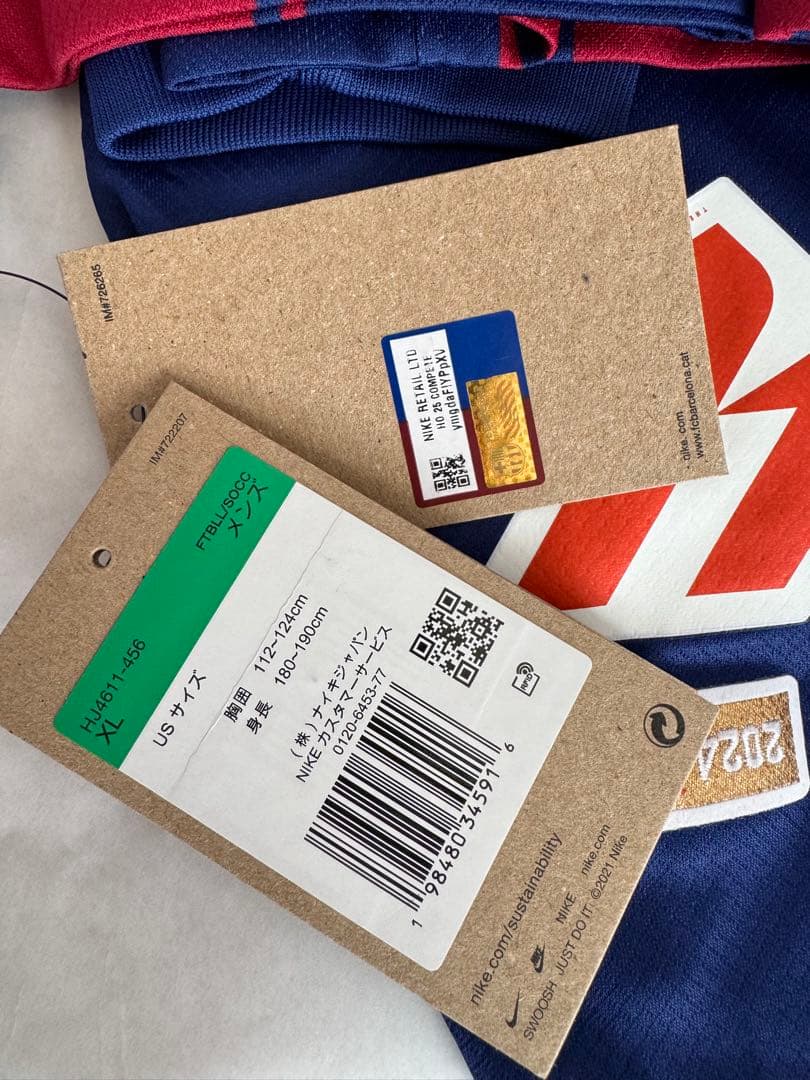 IM#726265
NIKE RETAIL LTD
HO 25 COMPETE
nike.com
www.fcbarcelona.cat
IM#722207
FTBLL/SOCC
メンズ
HJ4611-456
XL
US サイズ
胸囲 112~124cm
身長 180~190cm
(株)ナイキジャパン
NIKE カスタマーサービス
0120-6453-77
RFID
1 98480 34591 6
nike.com/sustainability
NIKE nike.com
SWOOSH JUST DO IT ©2021 Nike
2024